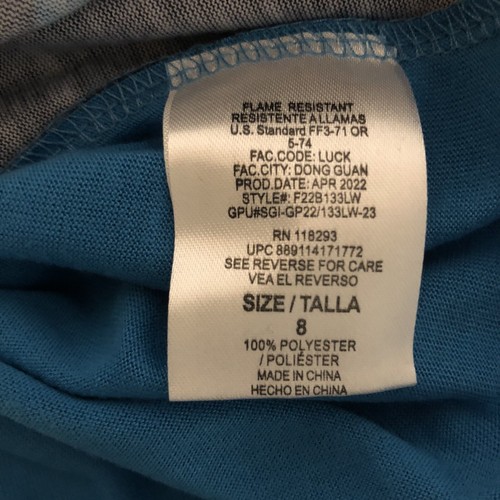 FLAME RESISTANT
RESISTENTE A LLAMAS
U.S. Standard FF3-71 OR
5-74
FAC.CODE: LUCK
FAC.CITY: DONG GUAN
PROD.DATE: APR 2022
STYLE#: F22B133LW
GPU#SGI-GP22/133LW-23
RN 118293
UPC 889114171772
SEE REVERSE FOR CARE
VEA EL REVERSO
SIZE / TALLA
8
100% POLYESTER
/ POLIÉSTER
MADE IN CHINA
HECHO EN CHINA